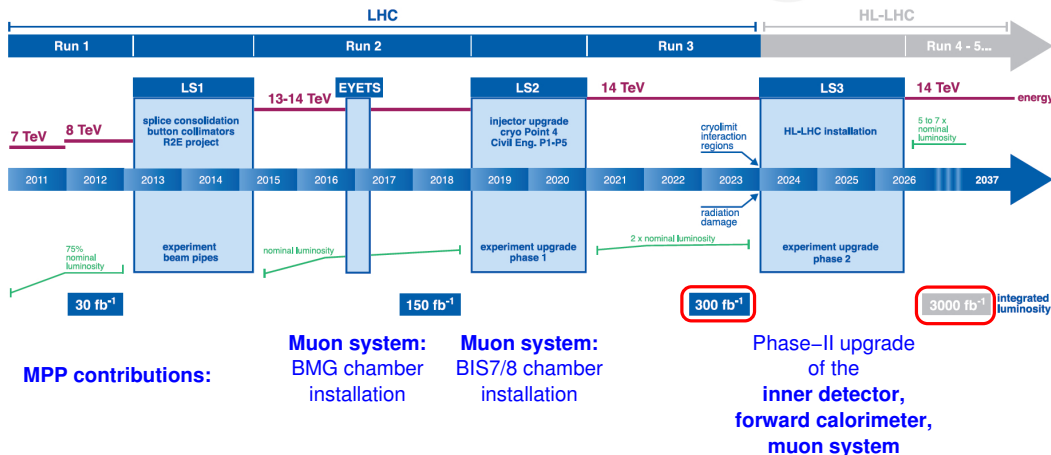 LHC
HL-LHC
Run 1
Run 2
Run 3
Run 4 - 5...
LS1
EYETS
LS2
LS3
7 TeV
8 TeV
13-14 TeV
14 TeV
14 TeV
energy
splice consolidation
button collimators
R2E project
injector upgrade
cryo Point 4
Civil Eng. P1-P5
cryolimit
interaction
regions
HL-LHC installation
5 to 7 x
nominal
luminosity
2011
2012
2013
2014
2015
2016
2017
2018
2019
2020
2021
2022
2023
2024
2025
2026
2037
radiation
damage
75%
nominal
luminosity
experiment
beam pipes
nominal luminosity
experiment upgrade
phase 1
2 x nominal luminosity
experiment upgrade
phase 2
30 fb⁻¹
150 fb⁻¹
300 fb⁻¹
3000 fb⁻¹
integrated
luminosity
MPP contributions:
Muon system:
BMG chamber
installation
Muon system:
BIS7/8 chamber
installation
Phase−II upgrade
of the
inner detector,
forward calorimeter,
muon system